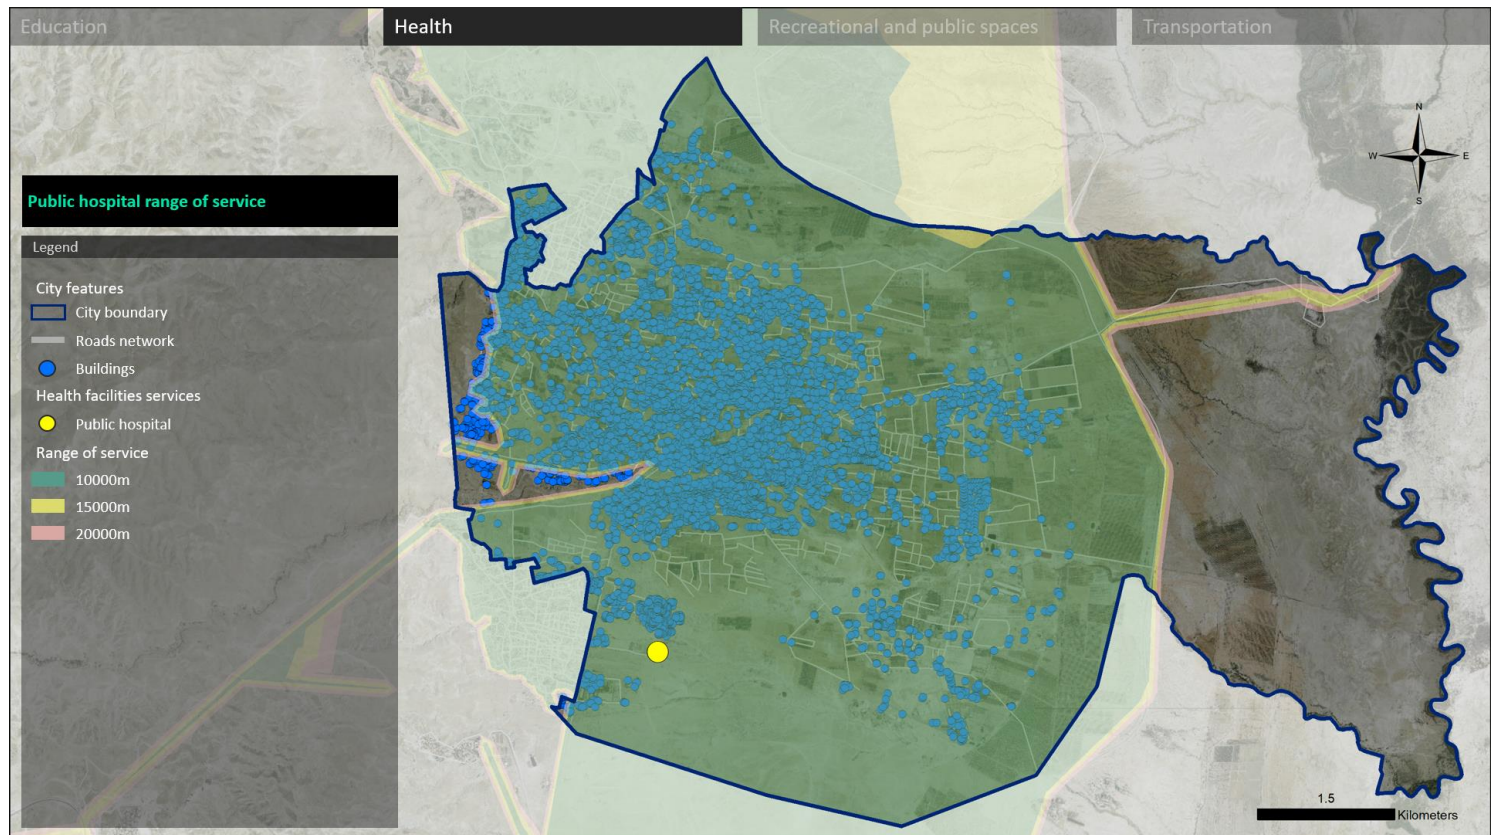 Education
Health
Recreational and public spaces
Transportation
Public hospital range of service
Legend
City features
City boundary
Roads network
Buildings
Health facilities services
Public hospital
Range of service
10000m
15000m
20000m
N
W
E
S
1.5
Kilometers